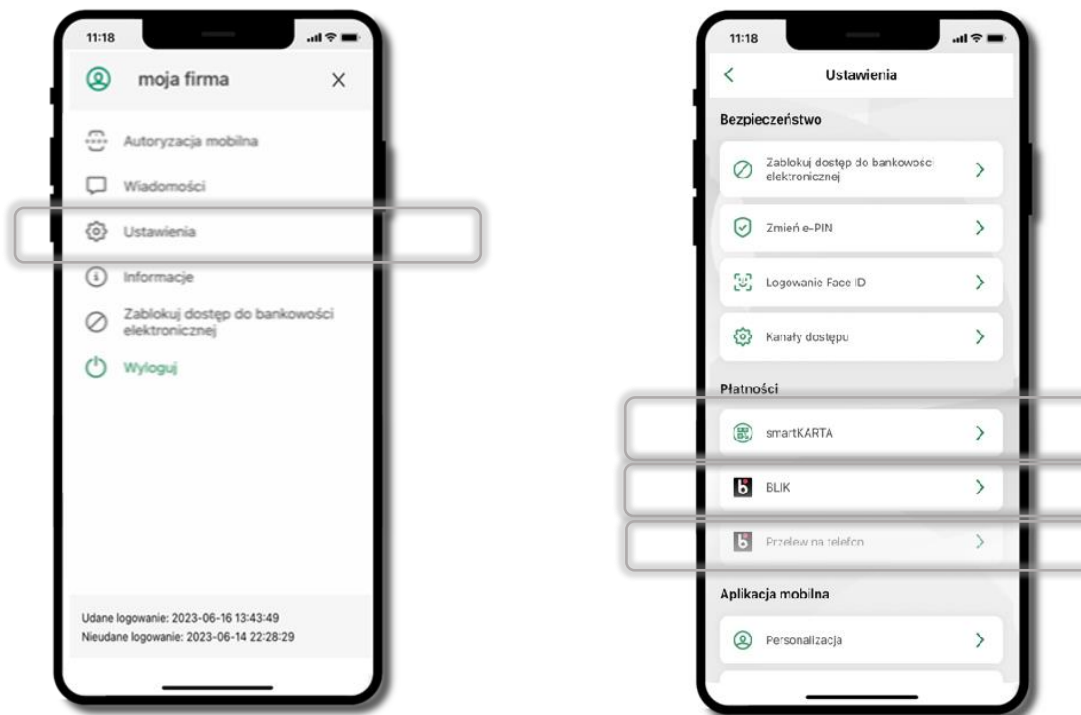 11:18
moja firma
Autoryzacja mobilna
Wiadomości
Ustawienia
Informacje
Zablokuj dostęp do bankowości
elektronicznej
Wyloguj
Udane logowanie: 2023-06-16 13:43:49
Nieudane logowanie: 2023-06-14 22:28:29
11:18
Ustawienia
Bezpieczeństwo
Zablokuj dostęp do bankowości
elektronicznej
Zmień e-PIN
Logowanie Face ID
Kanały dostępu
Płatności
smartKARTA
BLIK
Przelew na telefon
Aplikacja mobilna
Personalizacja